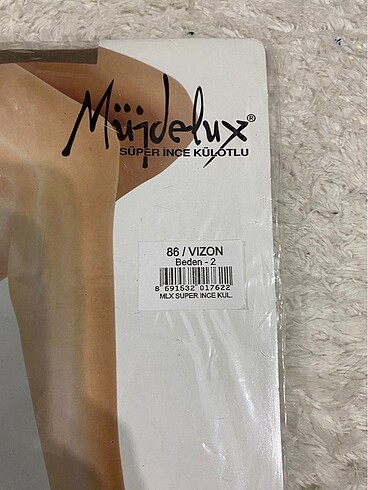 Müjdelux®
SÜPER İNCE KÜLOTLU
86 / VIZON
Beden - 2
8 691532 017622
MLX SUPER INCE KUL.